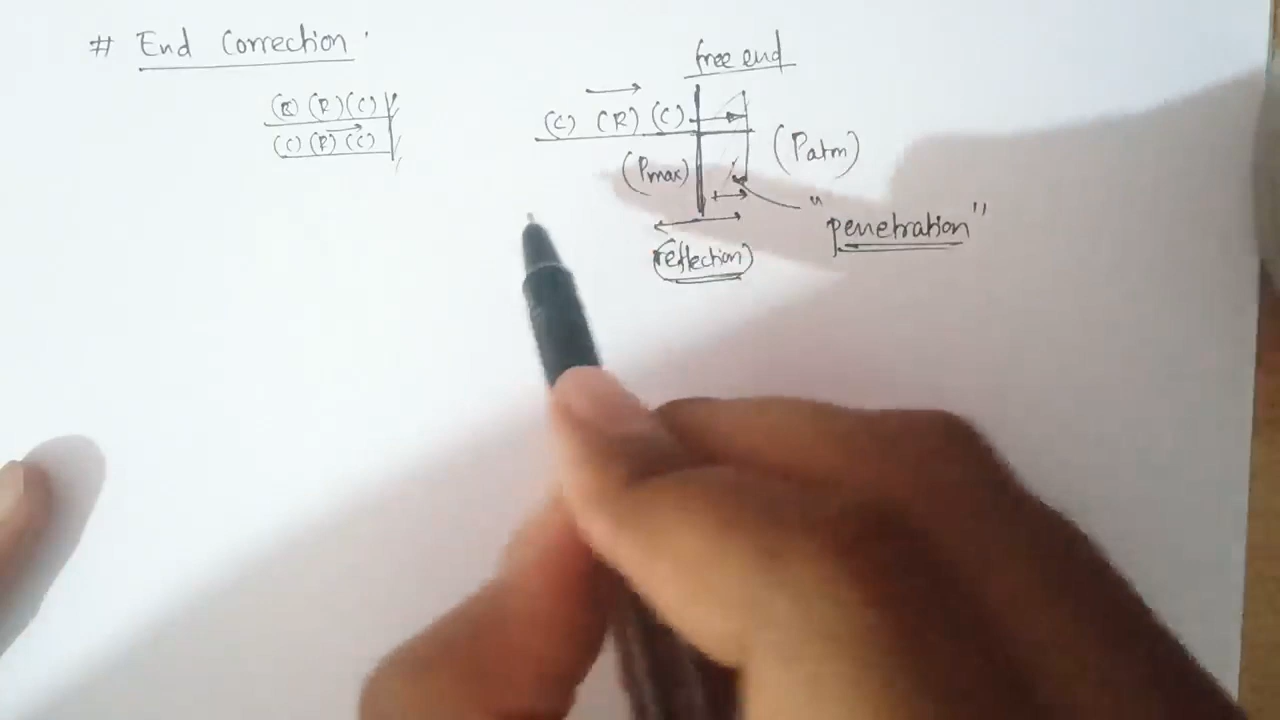 # End Correction
free end
(R) (R) (C)
(C) (R) (C)
(C) (R) (C)
(Pmax)
(Patm)
"penetration"
(reflection)